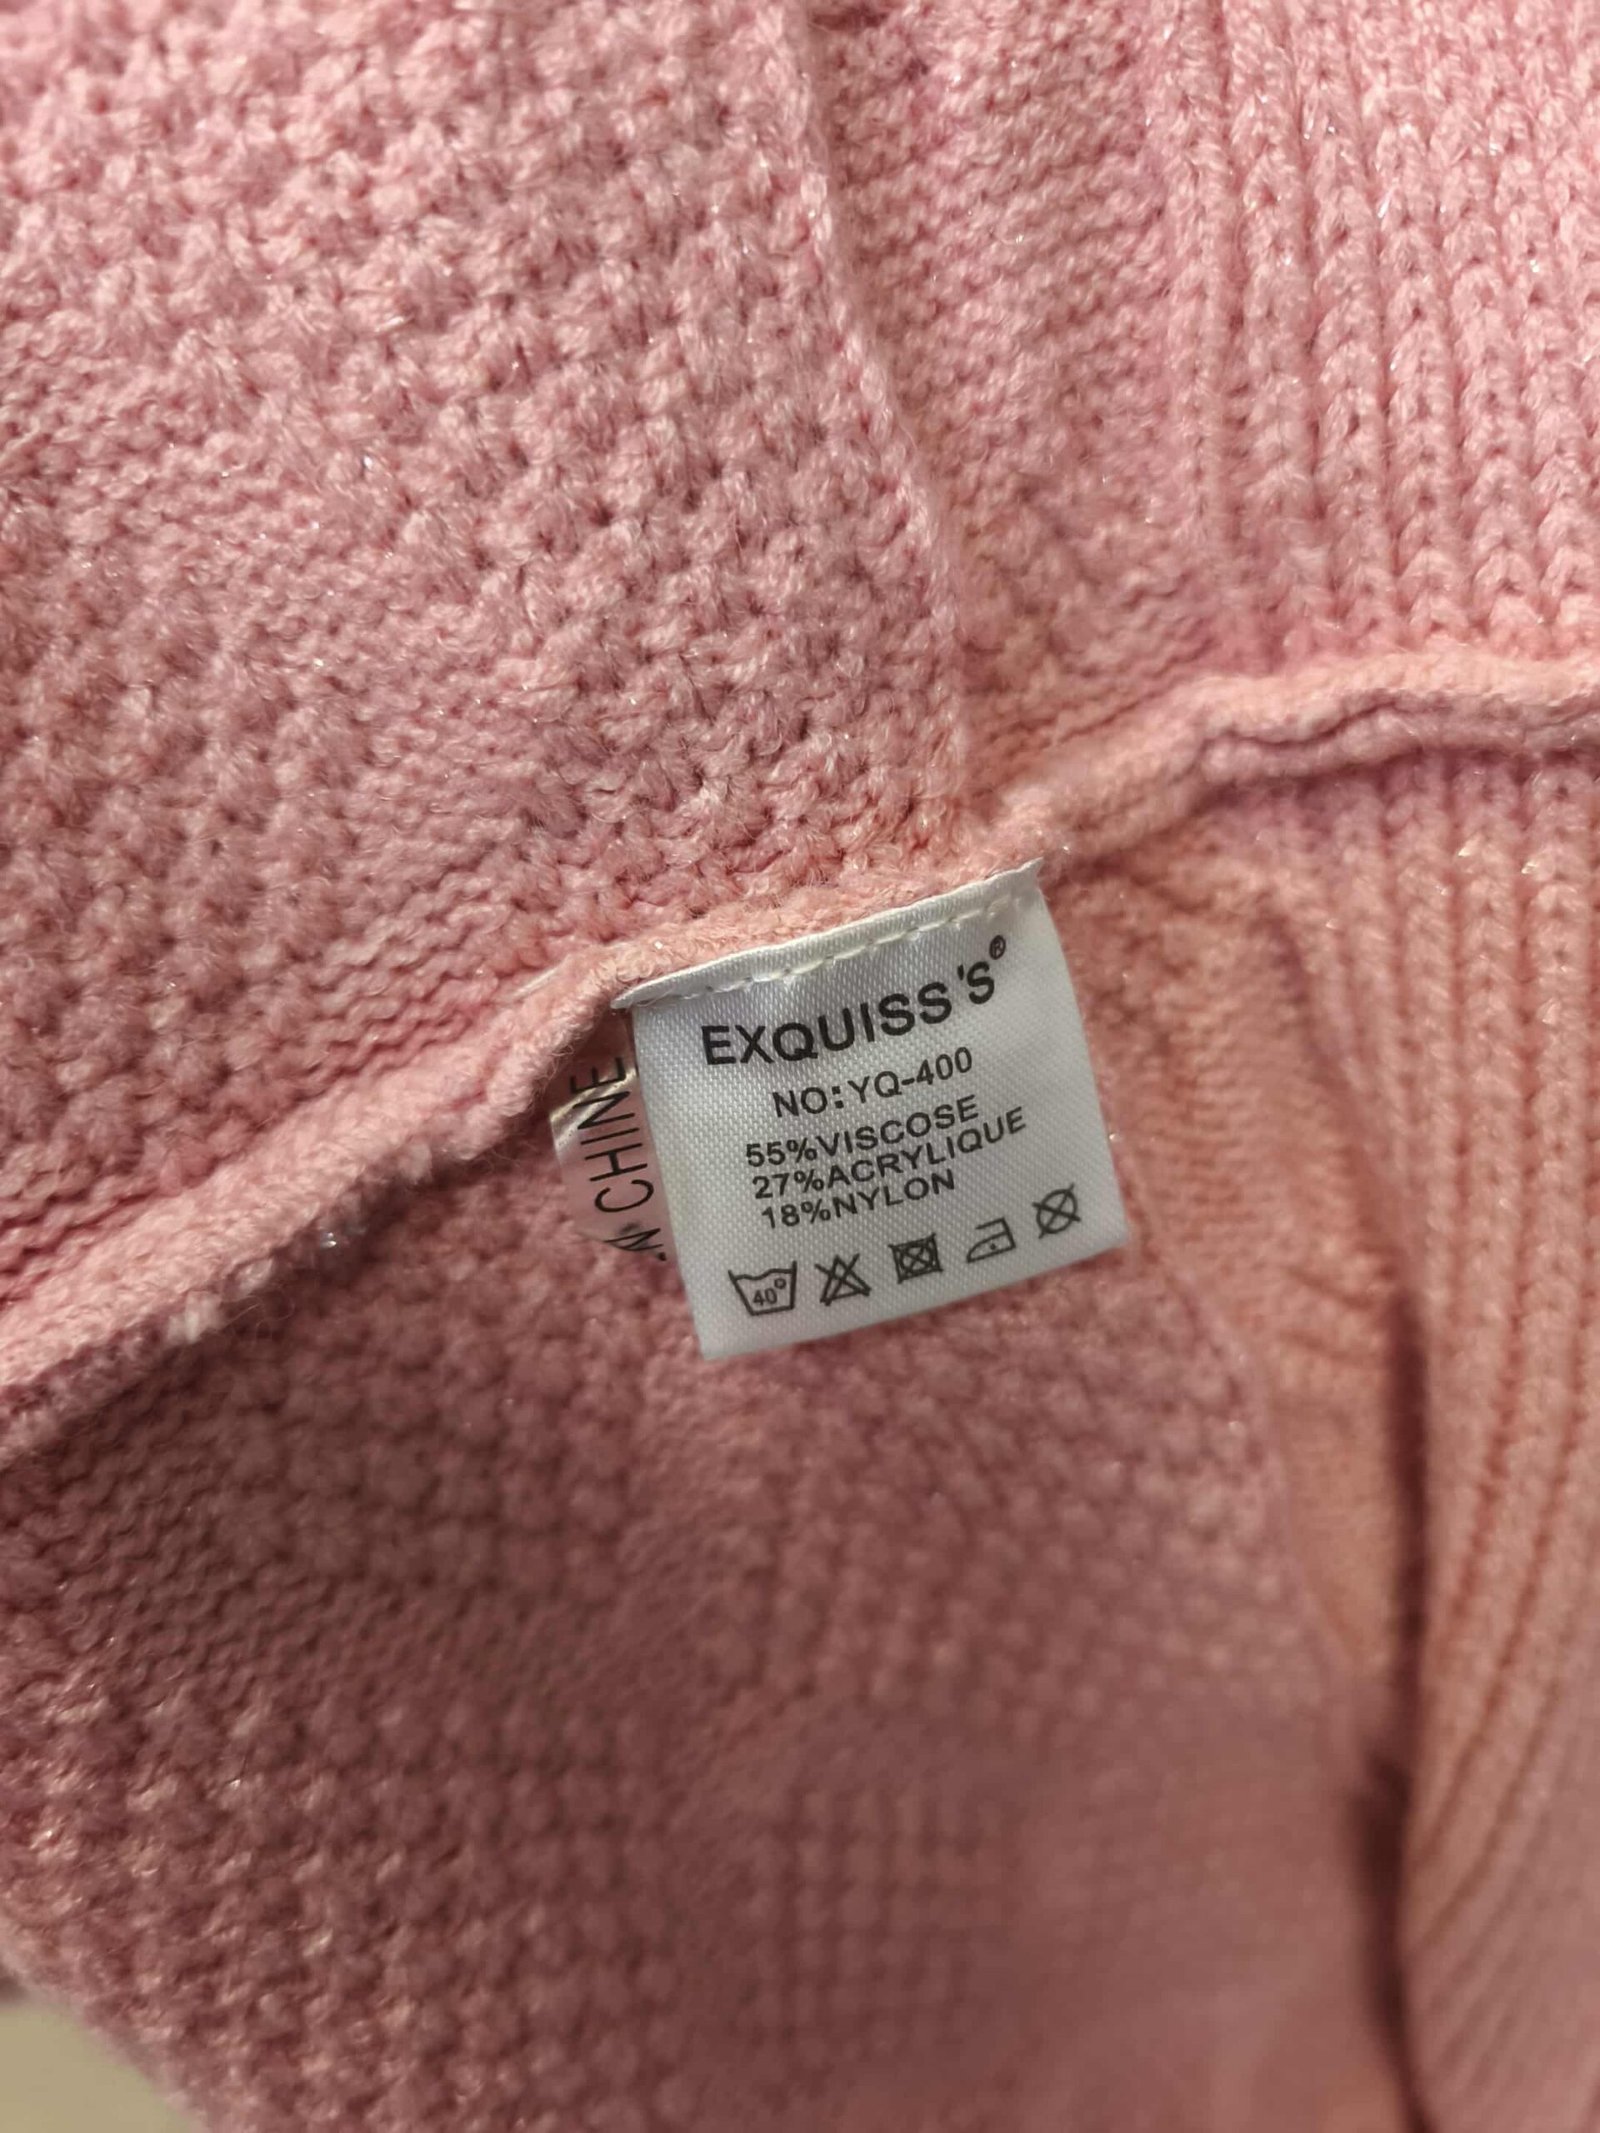 EXQUISS'S®
NO:YQ-400
55%VISCOSE
27%ACRYLIQUE
18%NYLON
40°
CHINE